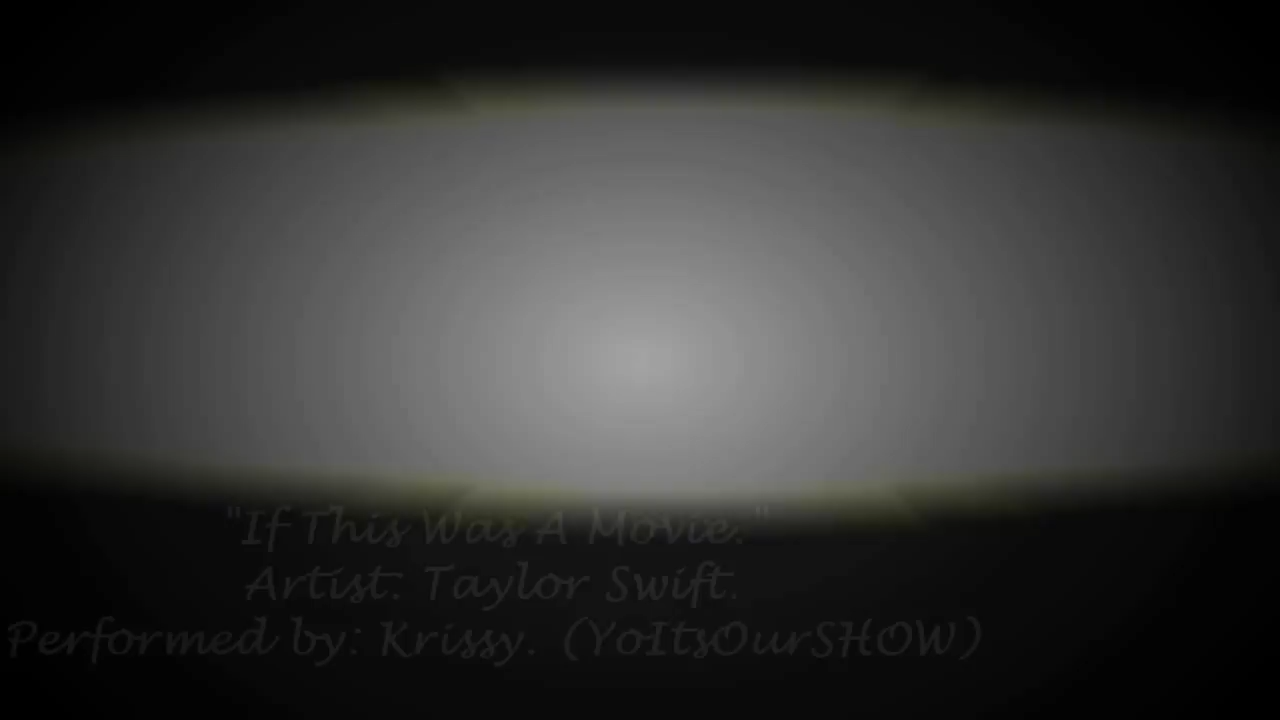 "If This Was A Movie."
Artist: Taylor Swift.
Performed by: Krissy. (YoItsOurSHOW)